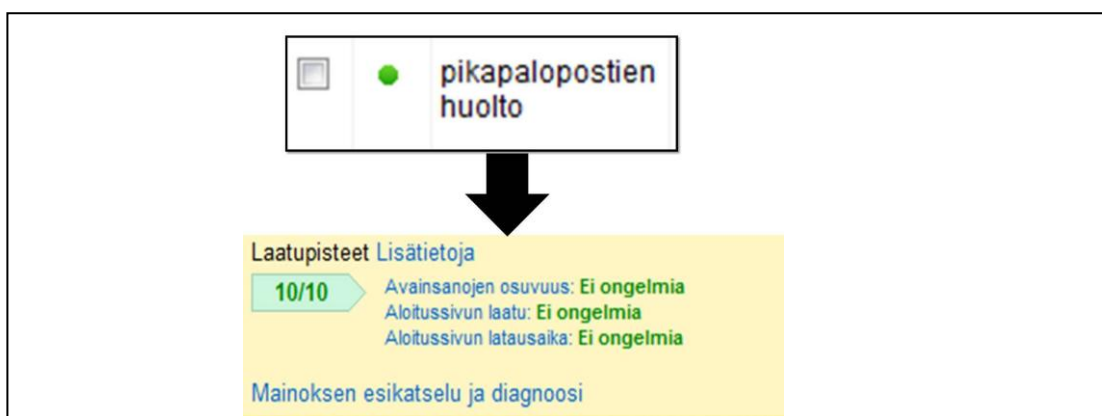 pikapalopostien
huolto
Laatupisteet Lisätietoja
10/10
Avainsanojen osuvuus: Ei ongelmia
Aloitussivun laatu: Ei ongelmia
Aloitussivun latausaika: Ei ongelmia
Mainoksen esikatselu ja diagnoosi